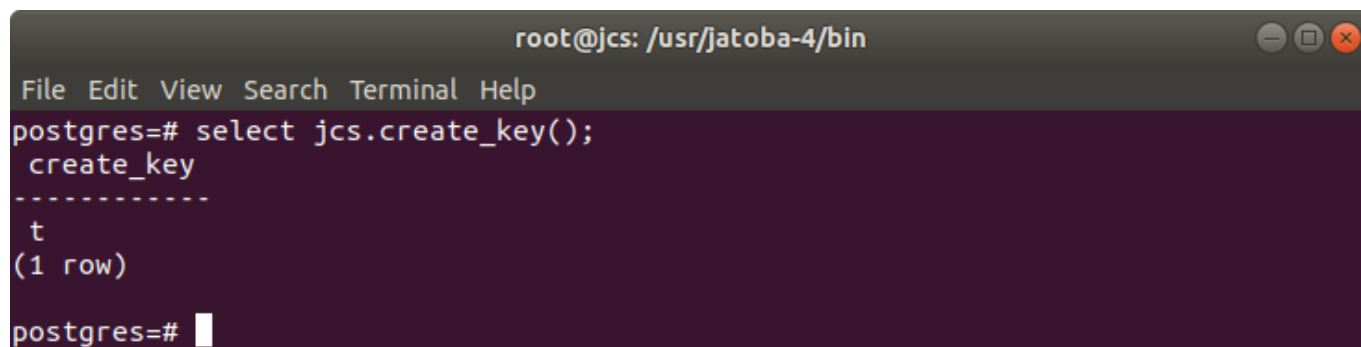 root@jcs: /usr/jatoba-4/bin
File Edit View Search Terminal Help
postgres=# select jcs.create_key();
 create_key
------------
 t
(1 row)
postgres=#